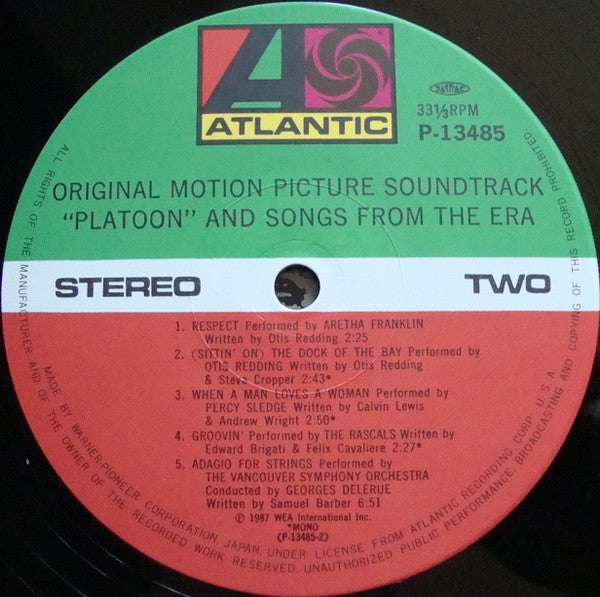 ATLANTIC
JASRAC
33 1/3 RPM
P-13485
ORIGINAL MOTION PICTURE SOUNDTRACK
"PLATOON" AND SONGS FROM THE ERA
STEREO
TWO
1. RESPECT Performed by ARETHA FRANKLIN
Written by Otis Redding 2:25
2. (SITTIN' ON) THE DOCK OF THE BAY Performed by
OTIS REDDING Written by Otis Redding
& Steve Cropper 2:43*
3. WHEN A MAN LOVES A WOMAN Performed by
PERCY SLEDGE Written by Calvin Lewis
& Andrew Wright 2:50*
4. GROOVIN' Performed by THE RASCALS Written by
Edward Brigati & Felix Cavaliere 2:27*
5. ADAGIO FOR STRINGS Performed by
THE VANCOUVER SYMPHONY ORCHESTRA
Conducted by GEORGES DELERUE
Written by Samuel Barber 6:51
℗ 1987 WEA International Inc.
*MONO
(P-13485-2)
MADE BY WARNER-PIONEER CORPORATION, JAPAN, UNDER LICENSE FROM ATLANTIC RECORDING CORP. U.S.A.
ALL RIGHTS OF THE MANUFACTURER AND OF THE OWNER OF THE RECORDED WORK RESERVED. UNAUTHORIZED PUBLIC PERFORMANCE, BROADCASTING AND COPYING OF THIS RECORD PROHIBITED.